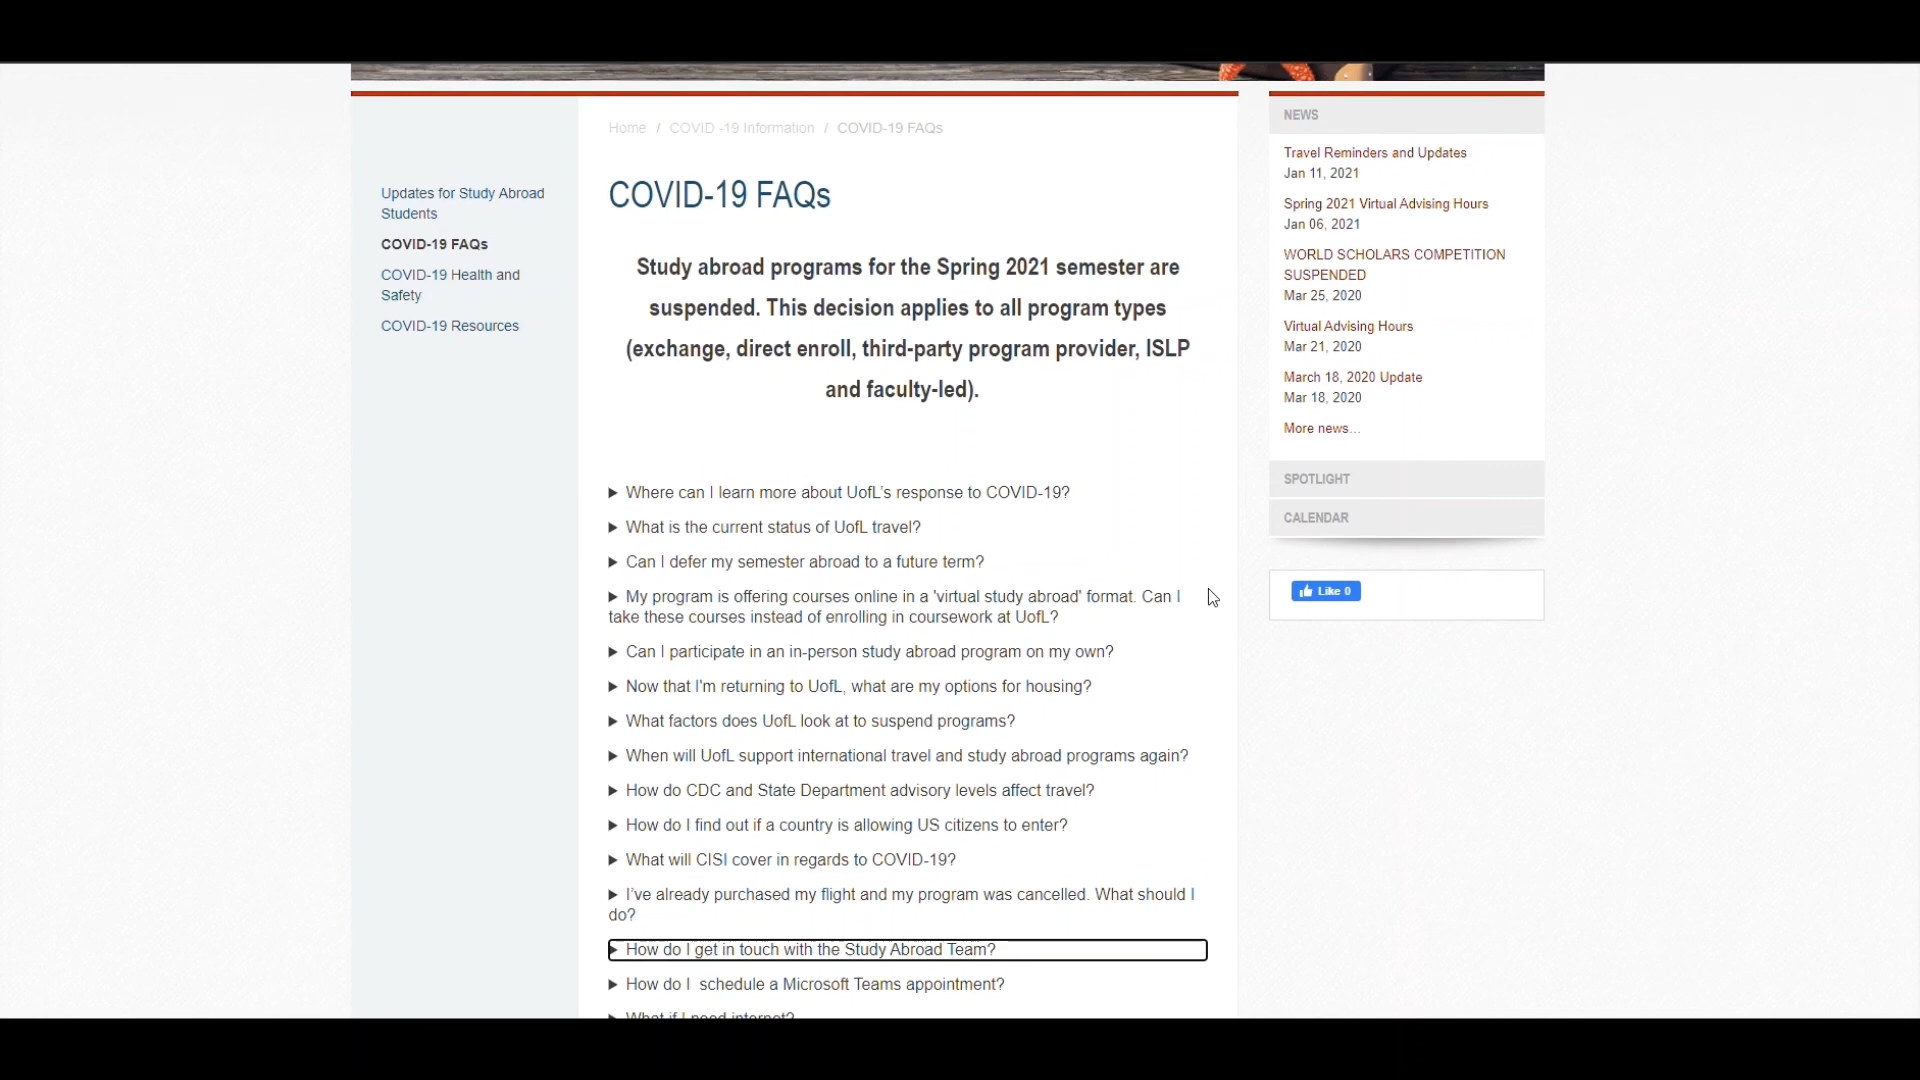 Home / COVID -19 Information / COVID-19 FAQs
Updates for Study Abroad
Students
COVID-19 FAQs
COVID-19 Health and
Safety
COVID-19 Resources
COVID-19 FAQs
Study abroad programs for the Spring 2021 semester are
suspended. This decision applies to all program types
(exchange, direct enroll, third-party program provider, ISLP
and faculty-led).
▶ Where can I learn more about UofL's response to COVID-19?
▶ What is the current status of UofL travel?
▶ Can I defer my semester abroad to a future term?
▶ My program is offering courses online in a 'virtual study abroad' format. Can I
take these courses instead of enrolling in coursework at UofL?
▶ Can I participate in an in-person study abroad program on my own?
▶ Now that I'm returning to UofL, what are my options for housing?
▶ What factors does UofL look at to suspend programs?
▶ When will UofL support international travel and study abroad programs again?
▶ How do CDC and State Department advisory levels affect travel?
▶ How do I find out if a country is allowing US citizens to enter?
▶ What will CISI cover in regards to COVID-19?
▶ I've already purchased my flight and my program was cancelled. What should I
do?
▶ How do I get in touch with the Study Abroad Team?
▶ How do I schedule a Microsoft Teams appointment?
▶ What if I need internet?
NEWS
Travel Reminders and Updates
Jan 11, 2021
Spring 2021 Virtual Advising Hours
Jan 06, 2021
WORLD SCHOLARS COMPETITION
SUSPENDED
Mar 25, 2020
Virtual Advising Hours
Mar 21, 2020
March 18, 2020 Update
Mar 18, 2020
More news…
SPOTLIGHT
CALENDAR
Like 0